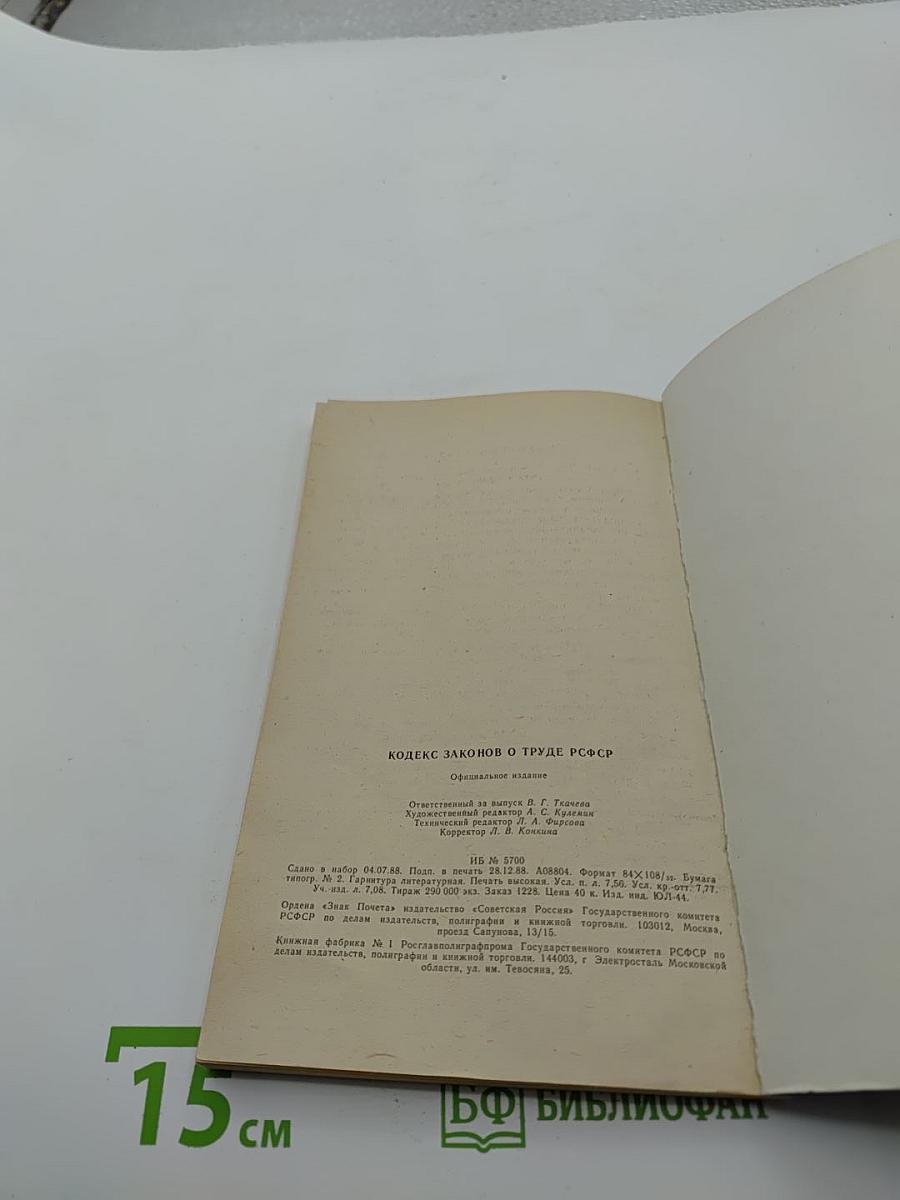 КОДЕКС ЗАКОНОВ О ТРУДЕ РСФСР
Официальное издание
Ответственный за выпуск В. Г. Ткачева
Художественный редактор А. С. Кулемин
Технический редактор Л. А. Фирсова
Корректор Л. В. Конкина
ИБ № 5700
Сдано в набор 04.07.88. Подп. в печать 28.12.88. А08804. Формат 84×108/32. Бумага
типогр. № 2. Гарнитура литературная. Печать высокая. Усл. п. л. 7,56. Усл. кр.-отт. 7,77.
Уч.-изд. л. 7,08. Тираж 290 000 экз. Заказ 1228. Цена 40 к. Изд. инд. ЮЛ-44.
Ордена «Знак Почета» издательство «Советская Россия» Государственного комитета
РСФСР по делам издательств, полиграфии и книжной торговли. 103012, Москва,
проезд Сапунова, 13/15.
Книжная фабрика № 1 Росглавполиграфпрома Государственного комитета РСФСР по
делам издательств, полиграфии и книжной торговли. 144003, г Электросталь Московской
области, ул. им. Тевосяна, 25.
15 см
БФ БИБЛИОФАН